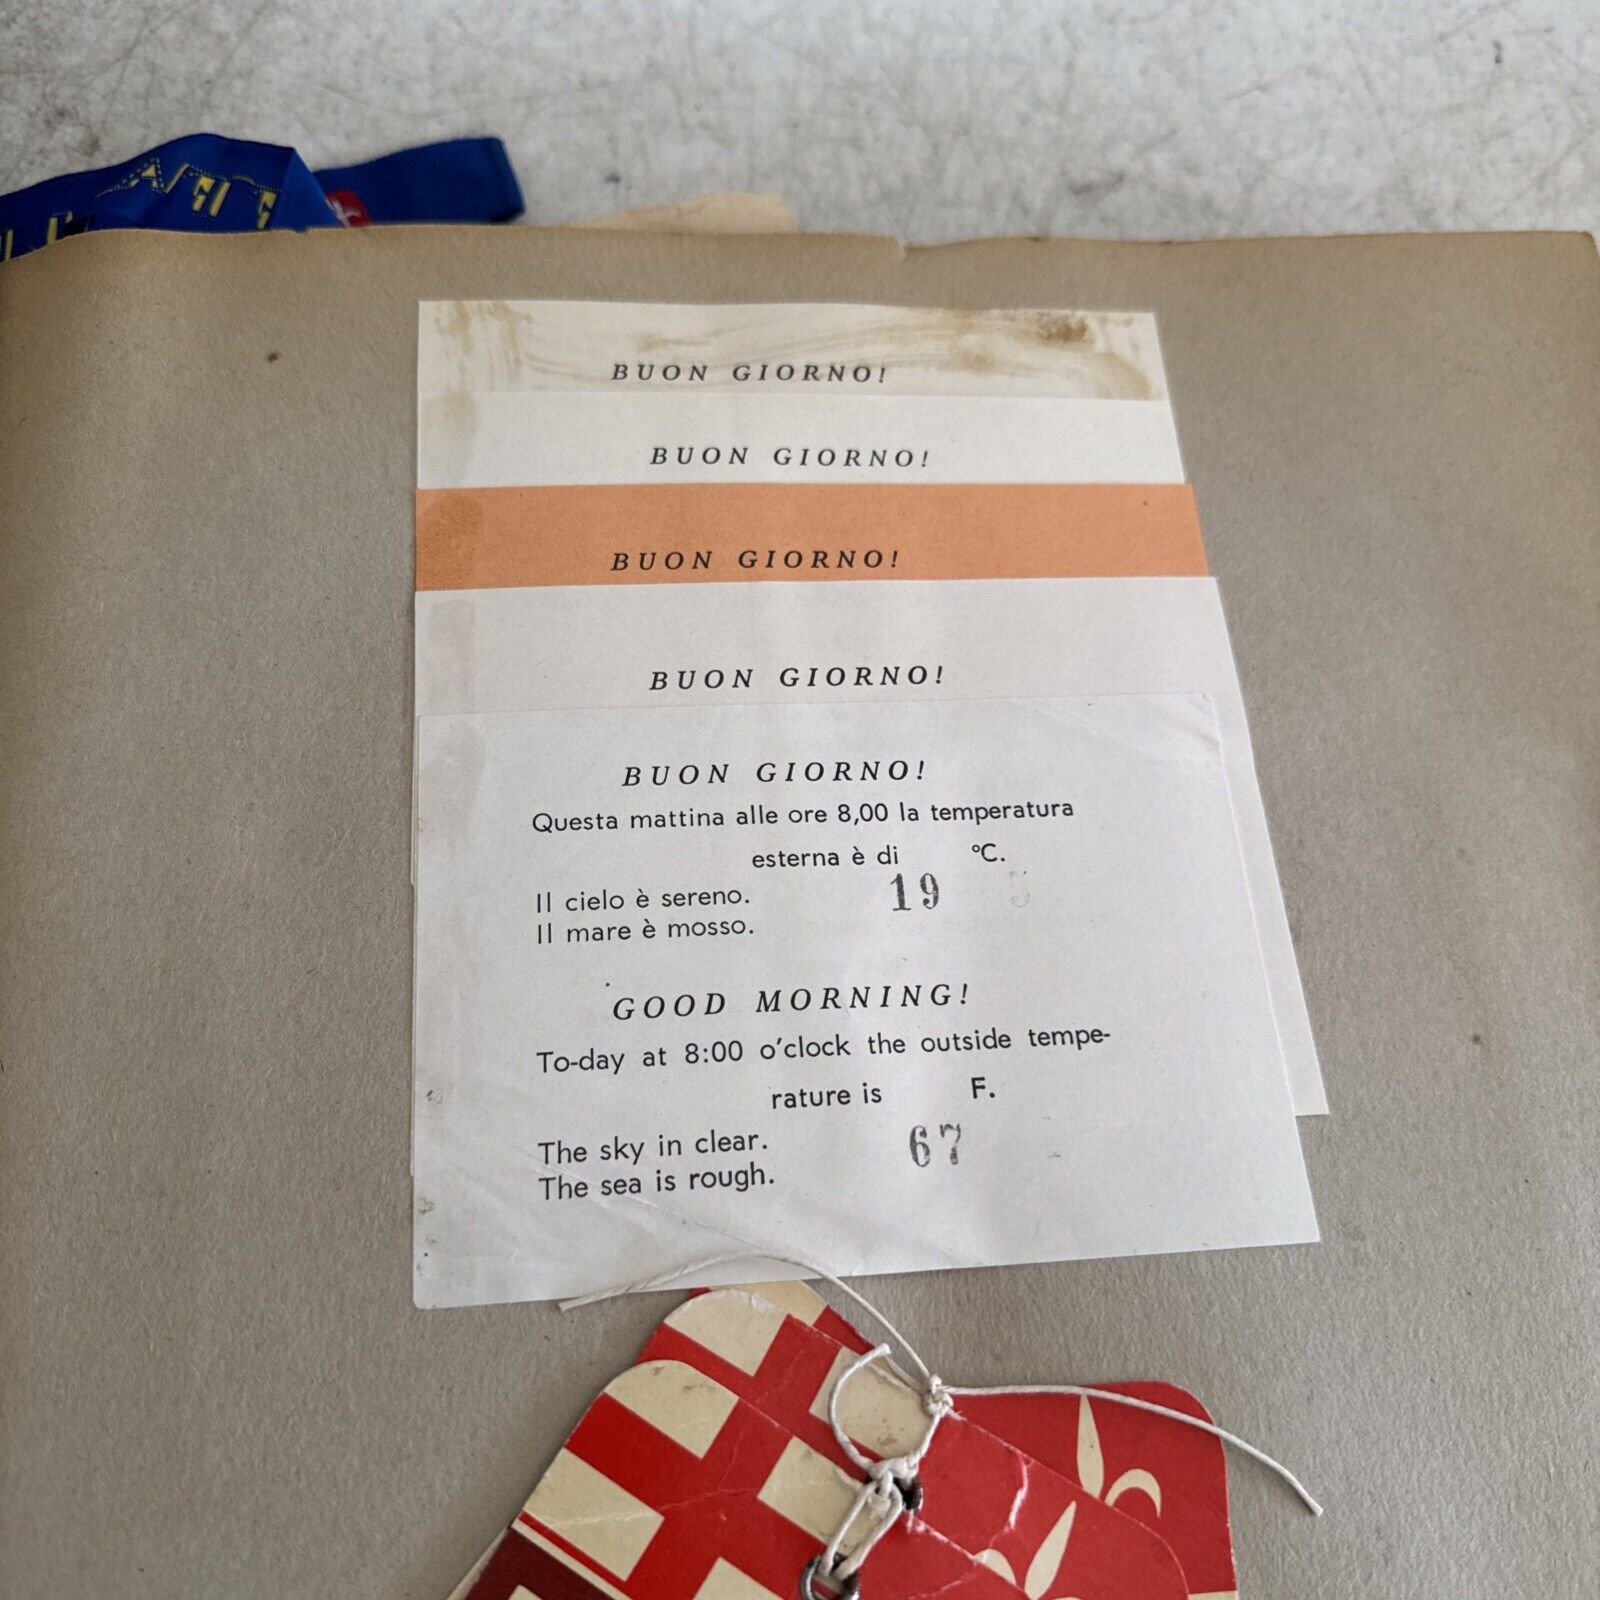 BUON GIORNO!
BUON GIORNO!
BUON GIORNO!
BUON GIORNO!
BUON GIORNO!
Questa mattina alle ore 8,00 la temperatura
esterna è di °C.
19
Il cielo è sereno.
Il mare è mosso.
GOOD MORNING!
To-day at 8:00 o'clock the outside tempe-
rature is F.
67
The sky in clear.
The sea is rough.